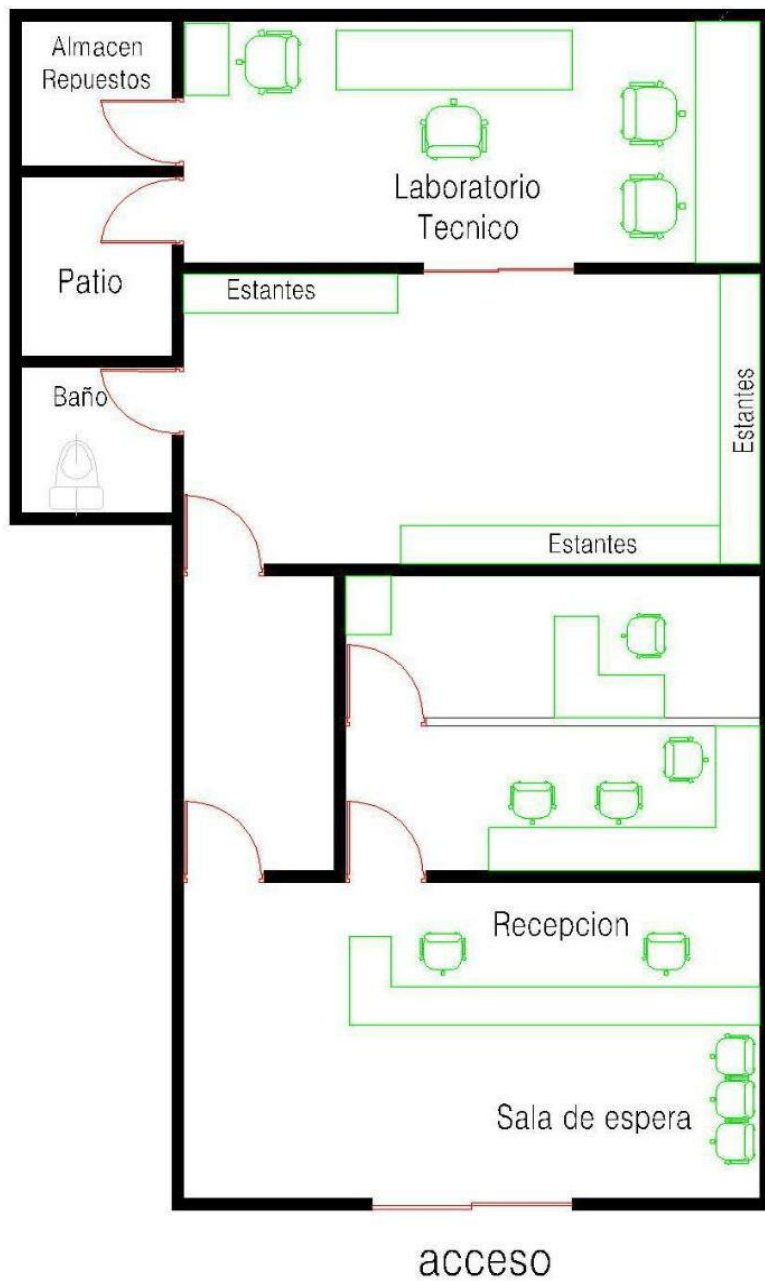 Almacen
Repuestos
Laboratorio
Tecnico
Patio
Estantes
Estantes
Baño
Estantes
Recepcion
Sala de espera
acceso